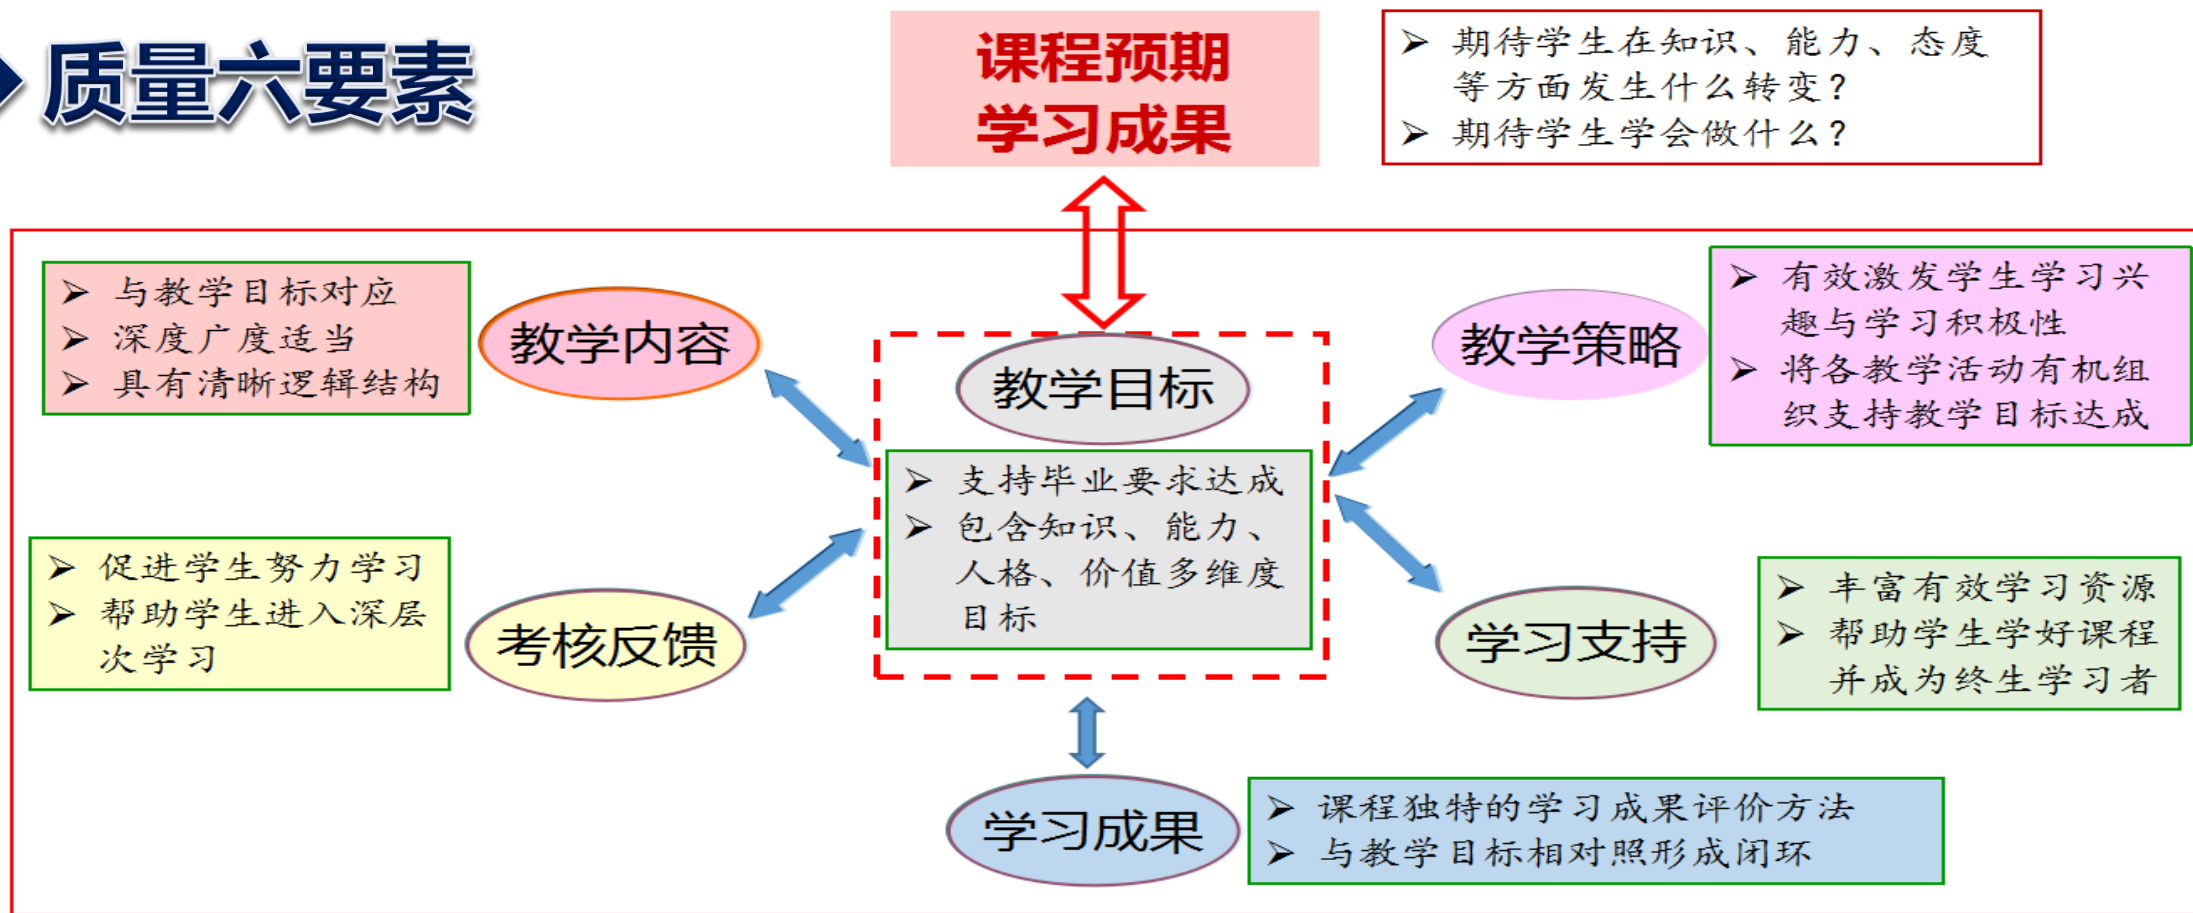 质量六要素
课程预期
学习成果
➢ 期待学生在知识、能力、态度
等方面发生什么转变？
➢ 期待学生学会做什么？
➢ 与教学目标对应
➢ 深度广度适当
➢ 具有清晰逻辑结构
教学内容
教学目标
➢ 支持毕业要求达成
➢ 包含知识、能力、
人格、价值多维度
目标
教学策略
➢ 有效激发学生学习兴
趣与学习积极性
➢ 将各教学活动有机组
织支持教学目标达成
➢ 促进学生努力学习
➢ 帮助学生进入深层
次学习
考核反馈
学习支持
➢ 丰富有效学习资源
➢ 帮助学生学好课程
并成为终生学习者
学习成果
➢ 课程独特的学习成果评价方法
➢ 与教学目标相对照形成闭环